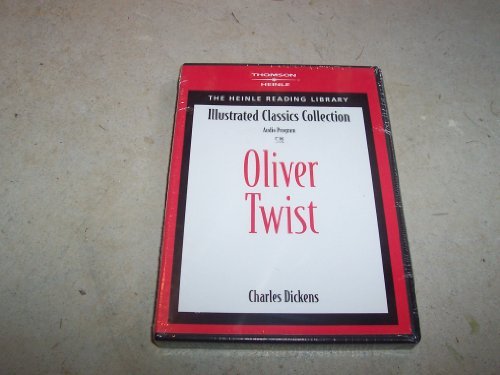 THOMSON
HEINLE
THE HEINLE READING LIBRARY
Illustrated Classics Collection
Audio Program
Oliver
Twist
Charles Dickens